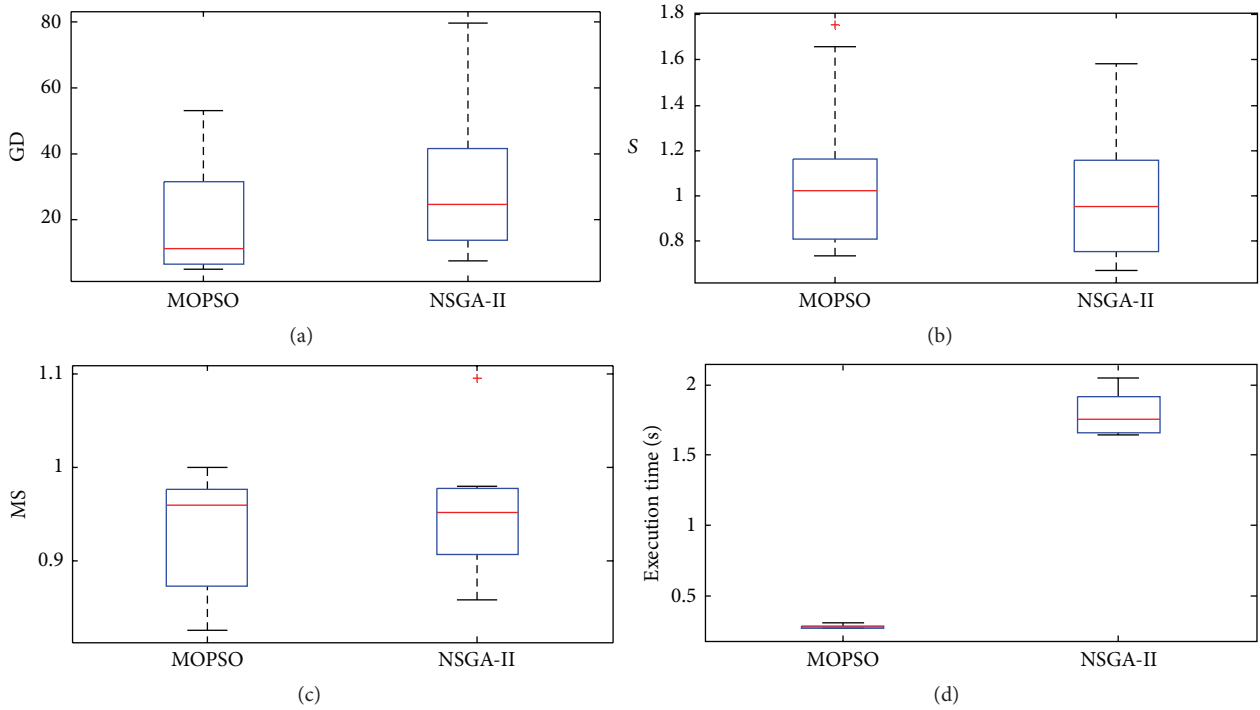 80
60
40
20
GD
MOPSO
NSGA-II
(a)
1.8
1.6
1.4
1.2
1
0.8
S
MOPSO
NSGA-II
(b)
1.1
1
0.9
MS
MOPSO
NSGA-II
(c)
2
1.5
1
0.5
Execution time (s)
MOPSO
NSGA-II
(d)